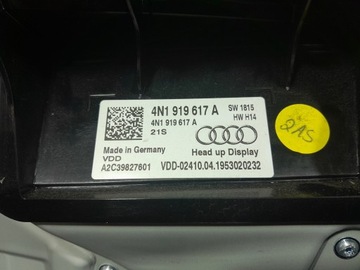 4N1 919 617 A SW 1815
4N1 919 617 A HW H14
21S
Made in Germany
VDD Head up Display
A2C39827601 VDD-02410.04.1953020232
QAS